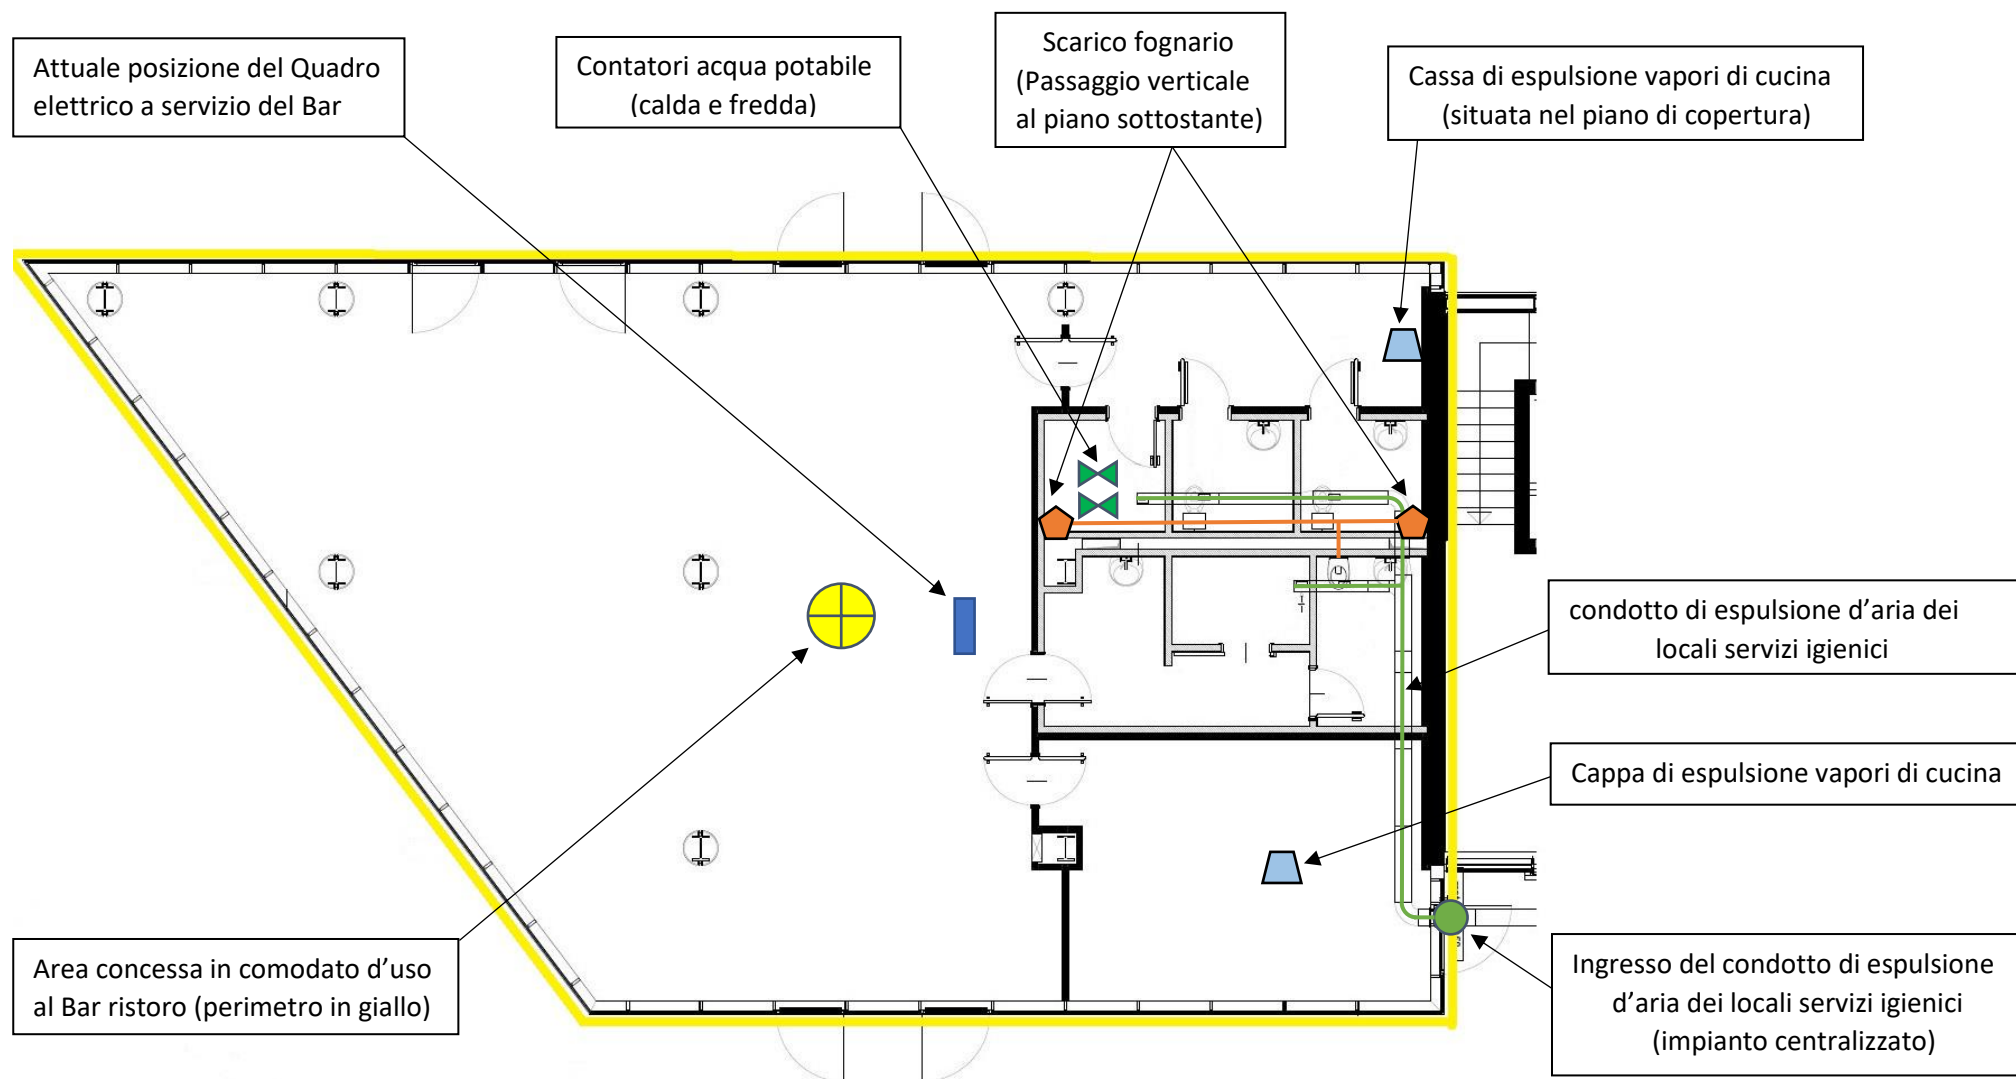 Attuale posizione del Quadro
elettrico a servizio del Bar
Contatori acqua potabile
(calda e fredda)
Scarico fognario
(Passaggio verticale
al piano sottostante)
Cassa di espulsione vapori di cucina
(situata nel piano di copertura)
condotto di espulsione d’aria dei
locali servizi igienici
Cappa di espulsione vapori di cucina
Area concessa in comodato d’uso
al Bar ristoro (perimetro in giallo)
Ingresso del condotto di espulsione
d’aria dei locali servizi igienici
(impianto centralizzato)